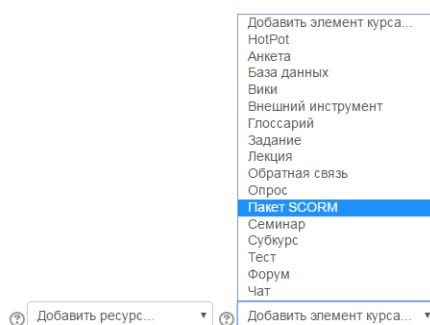 Добавить элемент курса...
HotPot
Анкета
База данных
Вики
Внешний инструмент
Глоссарий
Задание
Лекция
Обратная связь
Опрос
Пакет SCORM
Семинар
Субкурс
Тест
Форум
Чат
Добавить ресурс... Добавить элемент курса...